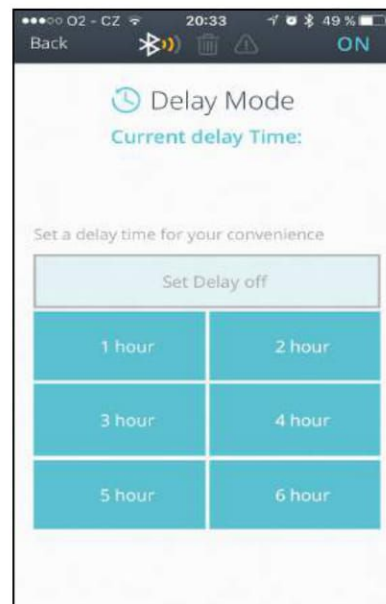 ●●●○○ O2 - CZ 20:33 49 %
Back ON
Delay Mode
Current delay Time:
Set a delay time for your convenience
Set Delay off
1 hour 2 hour
3 hour 4 hour
5 hour 6 hour